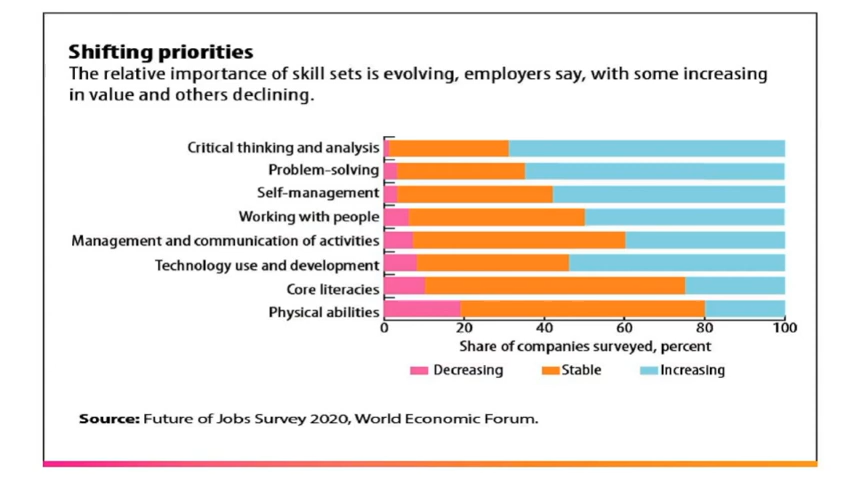 Shifting priorities
The relative importance of skill sets is evolving, employers say, with some increasing
in value and others declining.
Critical thinking and analysis
Problem-solving
Self-management
Working with people
Management and communication of activities
Technology use and development
Core literacies
Physical abilities
0 20 40 60 80 100
Share of companies surveyed, percent
Decreasing Stable Increasing
Source: Future of Jobs Survey 2020, World Economic Forum.